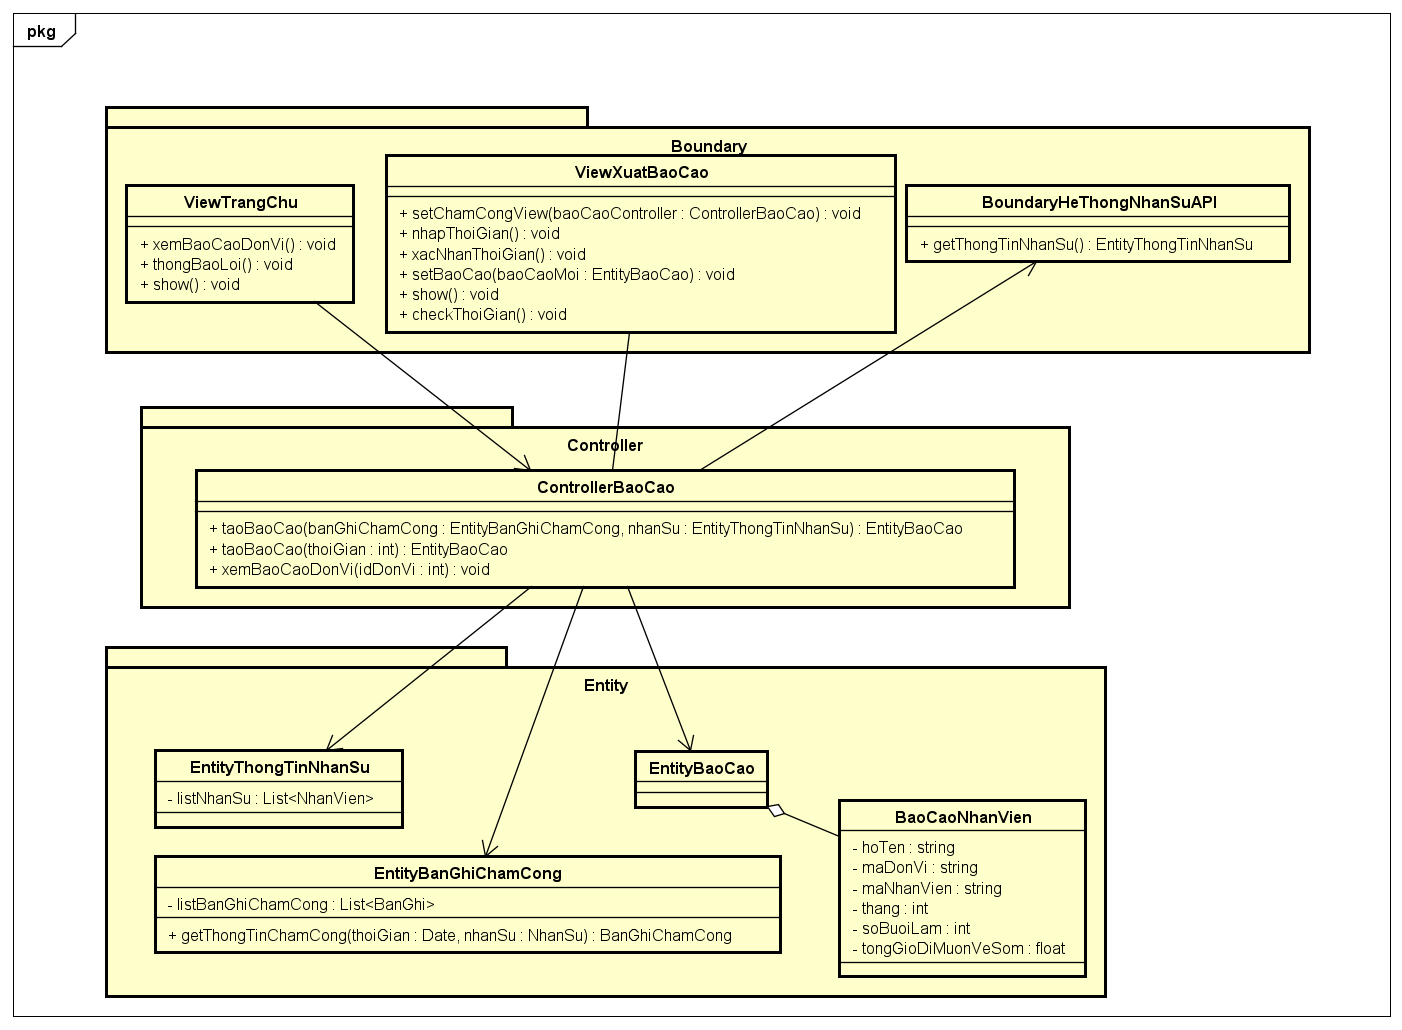 pkg
Boundary
ViewTrangChu
+ xemBaoCaoDonVi() : void
+ thongBaoLoi() : void
+ show() : void
ViewXuatBaoCao
+ setChamCongView(baoCaoController : ControllerBaoCao) : void
+ nhapThoiGian() : void
+ xacNhanThoiGian() : void
+ setBaoCao(baoCaoMoi : EntityBaoCao) : void
+ show() : void
+ checkThoiGian() : void
BoundaryHeThongNhanSuAPI
+ getThongTinNhanSu() : EntityThongTinNhanSu
Controller
ControllerBaoCao
+ taoBaoCao(banGhiChamCong : EntityBanGhiChamCong, nhanSu : EntityThongTinNhanSu) : EntityBaoCao
+ taoBaoCao(thoiGian : int) : EntityBaoCao
+ xemBaoCaoDonVi(idDonVi : int) : void
Entity
EntityThongTinNhanSu
- listNhanSu : List<NhanVien>
EntityBaoCao
BaoCaoNhanVien
- hoTen : string
- maDonVi : string
- maNhanVien : string
- thang : int
- soBuoiLam : int
- tongGioDiMuonVeSom : float
EntityBanGhiChamCong
- listBanGhiChamCong : List<BanGhi>
+ getThongTinChamCong(thoiGian : Date, nhanSu : NhanSu) : BanGhiChamCong